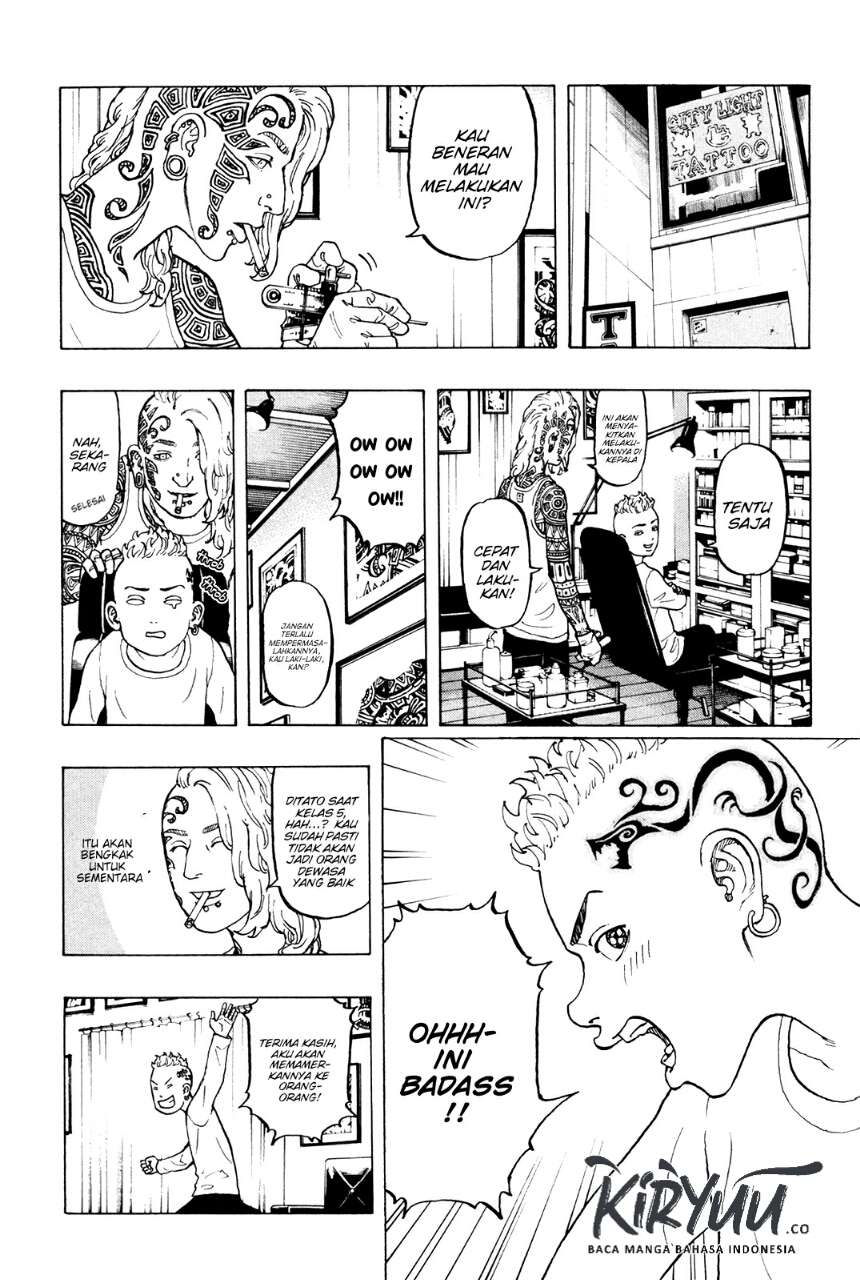 KAU
BENERAN
MAU
MELAKUKAN
INI?
CITY LIGHT
TATTOO
T
NAH,
SEKA-
RANG
SELESAI
throb
throb
OW OW
OW OW
OW!!
JANGAN
TERLALU
MEMPERMASA-
LAHKANNYA,
KAU LAKI-LAKI,
KAN?
INI AKAN
MENYA-
KITKAN
MELAKU-
KANNYA DI
KEPALA
TENTU
SAJA
CEPAT
DAN
LAKU-
KAN!
DITATO SAAT
KELAS 5,
HAH...? KAU
SUDAH PASTI
TIDAK AKAN
JADI ORANG
DEWASA
YANG BAIK
ITU AKAN
BENGKAK
UNTUK
SEMENTARA
OHHH-
INI
BADASS
!!
TERIMA KASIH,
AKU AKAN
MEMAMER-
KANNYA KE
ORANG-
ORANG!
KIRYUU.CO
BACA MANGA BAHASA INDONESIA